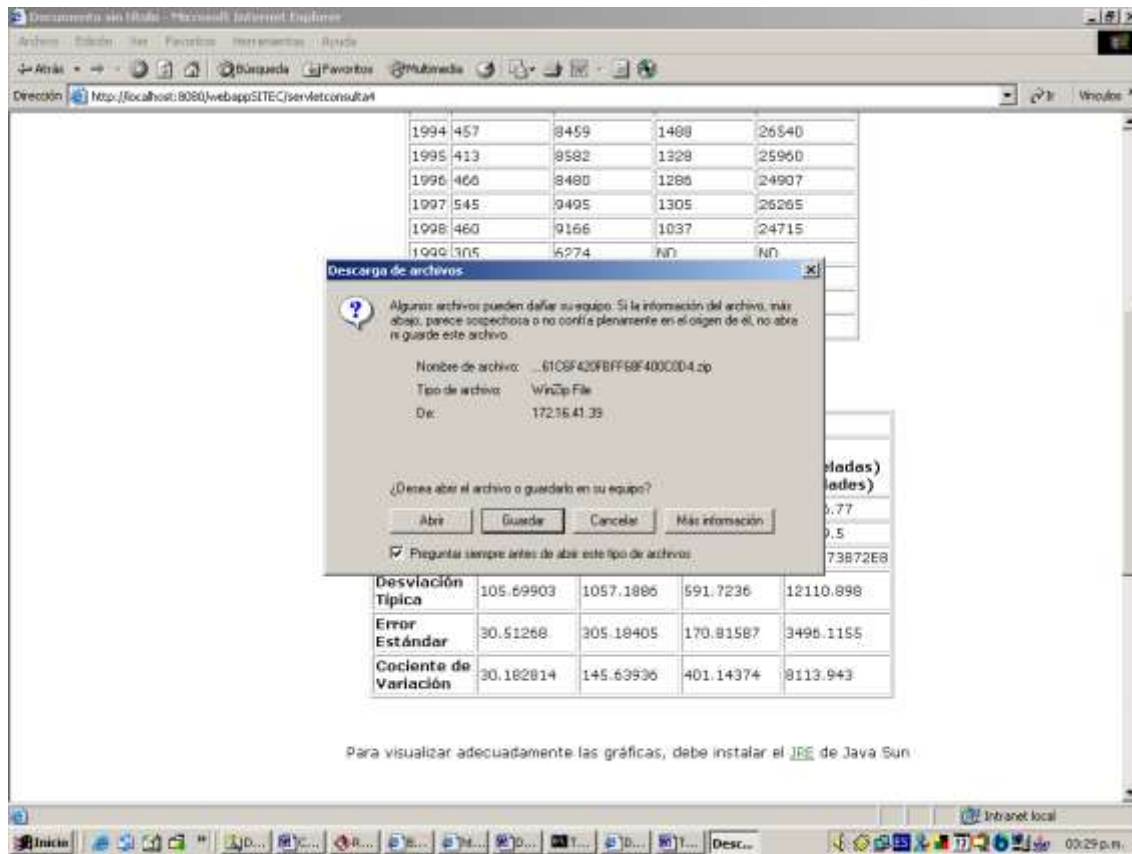 Documento sin título - Microsoft Internet Explorer
Archivo Edición Ver Favoritos Herramientas Ayuda
Atrás Búsqueda Favoritos Multimedia
Dirección http://localhost:8080/webappSITEC/servletconsulta4 Ir Vínculos
1994 457 8459 1488 26540
1995 413 8582 1328 25960
1996 466 8480 1286 24907
1997 545 9495 1305 26265
1998 460 9166 1037 24715
1999 305 6274 ND ND
Descarga de archivos
Algunos archivos pueden dañar su equipo. Si la información del archivo, más
abajo, parece sospechosa o no confía plenamente en el origen de él, no abra
ni guarde este archivo.
Nombre de archivo:
Tipo de archivo: WinZip File
De: 172.16.41.39
¿Desea abrir el archivo o guardarlo en su equipo?
Abrir Guardar Cancelar Más información
Preguntar siempre antes de abrir este tipo de archivos
eladas)
ades)
.77
.5
73872E8
Desviación Típica 105.69903 1057.1886 591.7236 12110.898
Error Estándar 30.51268 305.18405 170.81587 3496.1155
Cociente de Variación 30.182814 145.63936 401.14374 8113.943
Para visualizar adecuadamente las gráficas, debe instalar el JRE de Java Sun
Intranet local
Inicio D... C... R... D... T... D... T... Desc... 03:29 p.m.